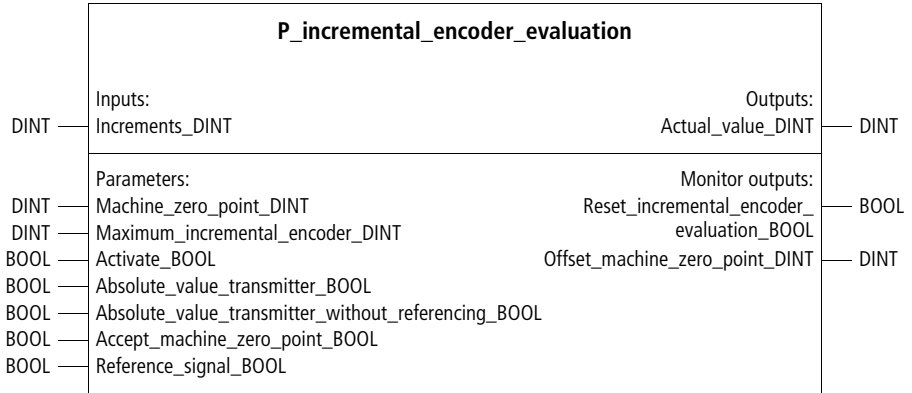 P_incremental_encoder_evaluation
Inputs: Outputs:
DINT Increments_DINT Actual_value_DINT DINT
Parameters: Monitor outputs:
DINT Machine_zero_point_DINT Reset_incremental_encoder_ BOOL
DINT Maximum_incremental_encoder_DINT evaluation_BOOL
BOOL Activate_BOOL Offset_machine_zero_point_DINT DINT
BOOL Absolute_value_transmitter_BOOL
BOOL Absolute_value_transmitter_without_referencing_BOOL
BOOL Accept_machine_zero_point_BOOL
BOOL Reference_signal_BOOL